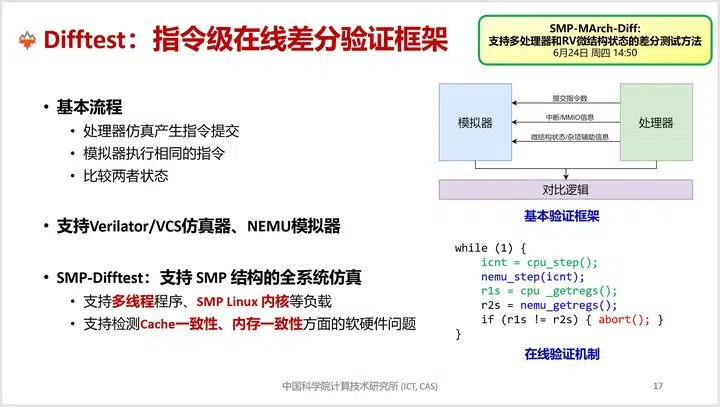 Difftest：指令级在线差分验证框架
SMP-MArch-Diff:
支持多处理器和RV微结构状态的差分测试方法
6月24日 周四 14:50
• 基本流程
• 处理器仿真产生指令提交
• 模拟器执行相同的指令
• 比较两者状态
• 支持Verilator/VCS仿真器、NEMU模拟器
• SMP-Difftest：支持 SMP 结构的全系统仿真
• 支持多线程程序、SMP Linux 内核等负载
• 支持检测Cache一致性、内存一致性方面的软硬件问题
模拟器
提交指令数
中断/MMIO信息
微结构状态/杂项辅助信息
处理器
对比逻辑
基本验证框架
while (1) {
icnt = cpu_step();
nemu_step(icnt);
r1s = cpu _getregs();
r2s = nemu_getregs();
if (r1s != r2s) { abort(); }
}
在线验证机制
中国科学院计算技术研究所 (ICT, CAS)
17